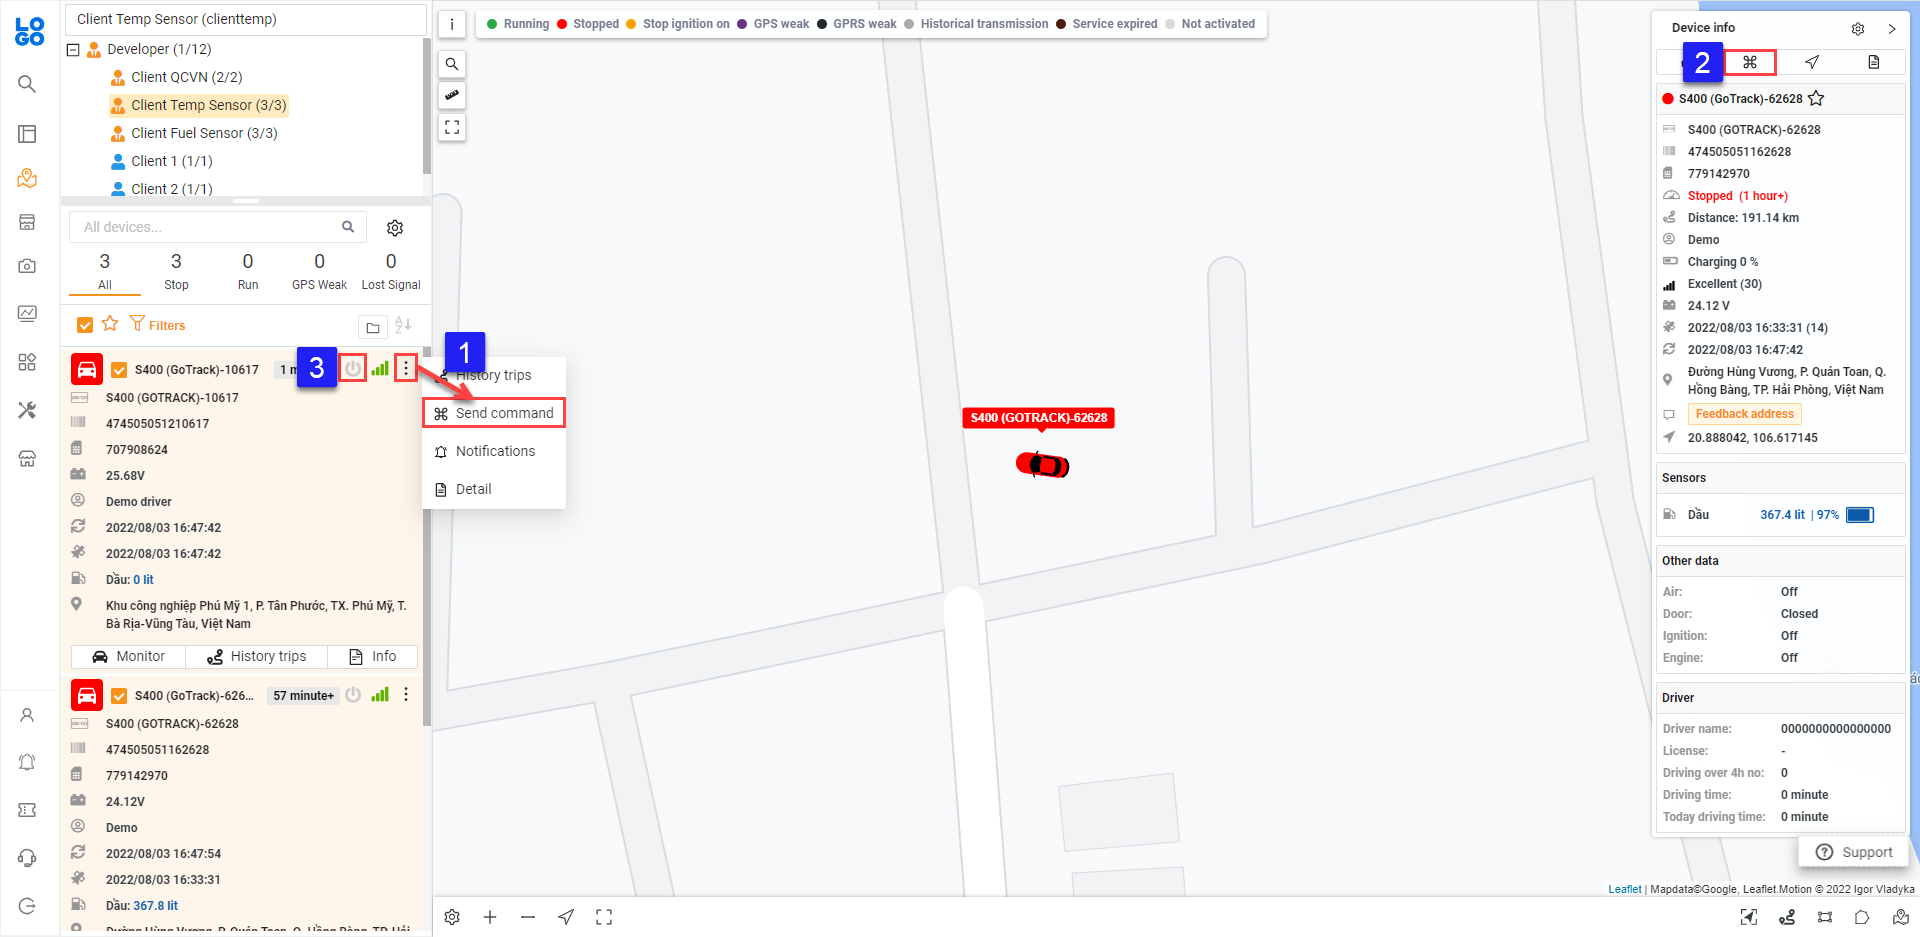 LOGO
Client Temp Sensor (clienttemp)
Developer (1/12)
Client QCVN (2/2)
Client Temp Sensor (3/3)
Client Fuel Sensor (3/3)
Client 1 (1/1)
Client 2 (1/1)
All devices...
3 3 0 0 0
All Stop Run GPS Weak Lost Signal
Filters
S400 (GoTrack)-10617 1 m 3
S400 (GOTRACK)-10617
474505051210617
707908624
25.68V
Demo driver
2022/08/03 16:47:42
2022/08/03 16:47:42
Dầu: 0 lit
Khu công nghiệp Phú Mỹ 1, P. Tân Phước, TX. Phú Mỹ, T.
Bà Rịa-Vũng Tàu, Việt Nam
Monitor History trips Info
S400 (GoTrack)-626... 57 minute+
S400 (GOTRACK)-62628
474505051162628
779142970
24.12V
Demo
2022/08/03 16:47:54
2022/08/03 16:33:31
Dầu: 367.8 lit
Đường Hùng Vương, P. Quán Toan, Q. Hồng Bàng, TP. Hải
1
History trips
Send command
Notifications
Detail
i
Running Stopped Stop ignition on GPS weak GPRS weak Historical transmission Service expired Not activated
S400 (GOTRACK)-62628
Device info
2
S400 (GoTrack)-62628
S400 (GOTRACK)-62628
474505051162628
779142970
Stopped (1 hour+)
Distance: 191.14 km
Demo
Charging 0 %
Excellent (30)
24.12 V
2022/08/03 16:33:31 (14)
2022/08/03 16:47:42
Đường Hùng Vương, P. Quán Toan, Q.
Hồng Bàng, TP. Hải Phòng, Việt Nam
Feedback address
20.888042, 106.617145
Sensors
Dầu 367.4 lit | 97%
Other data
Air: Off
Door: Closed
Ignition: Off
Engine: Off
Driver
Driver name: 0000000000000000
License: -
Driving over 4h no: 0
Driving time: 0 minute
Today driving time: 0 minute
Support
Leaflet | Mapdata©Google, Leaflet.Motion © 2022 Igor Vladyka